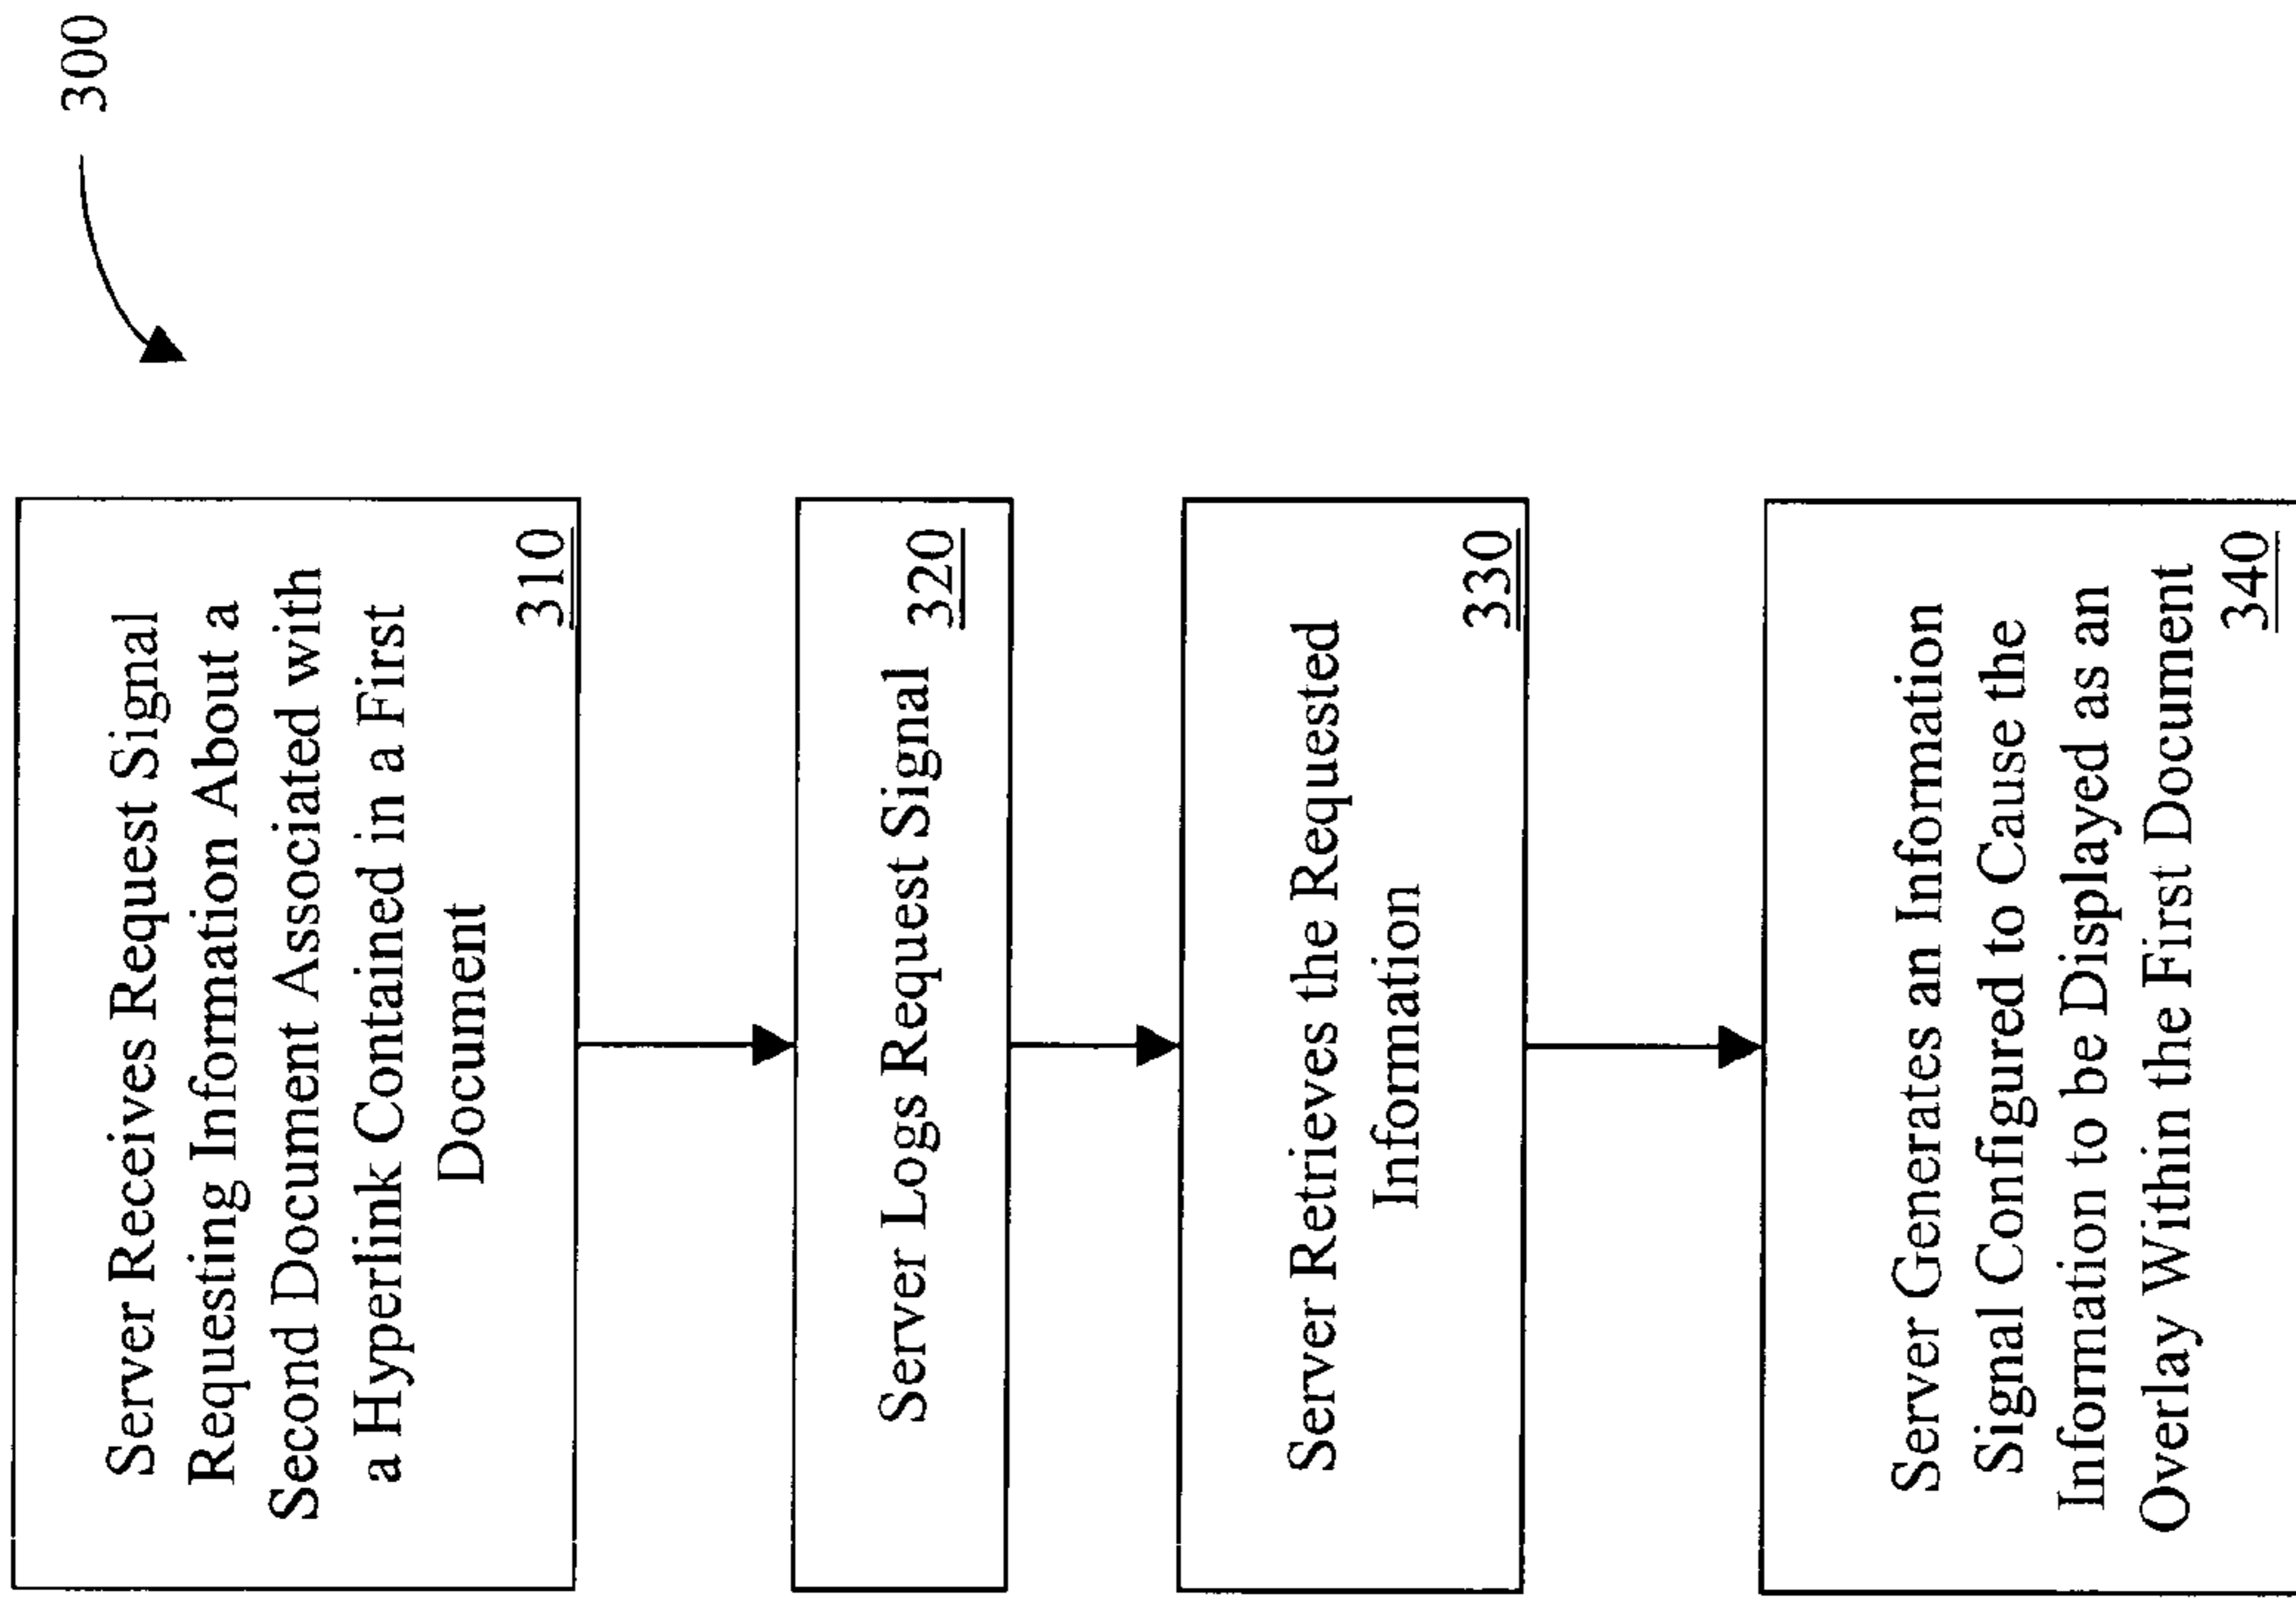 300
Server Receives Request Signal
Requesting Information About a
Second Document Associated with
a Hyperlink Contained in a First
Document
310
Server Logs Request Signal
320
Server Retrieves the Requested
Information
330
Server Generates an Information
Signal Configured to Cause the
Information to be Displayed as an
Overlay Within the First Document
340